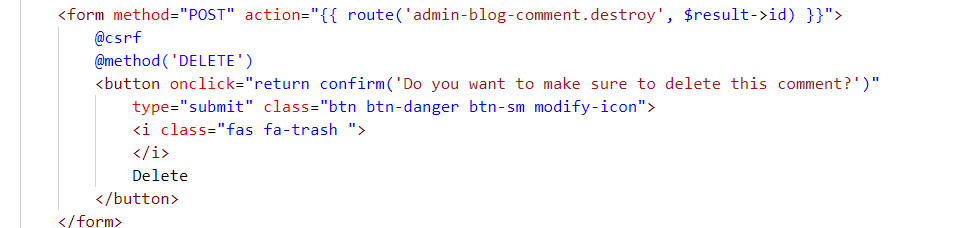 <form method="POST" action="{{ route('admin-blog-comment.destroy', $result->id) }}">
@csrf
@method('DELETE')
<button onclick="return confirm('Do you want to make sure to delete this comment?')"
type="submit" class="btn btn-danger btn-sm modify-icon">
<i class="fas fa-trash ">
</i>
Delete
</button>
</form>